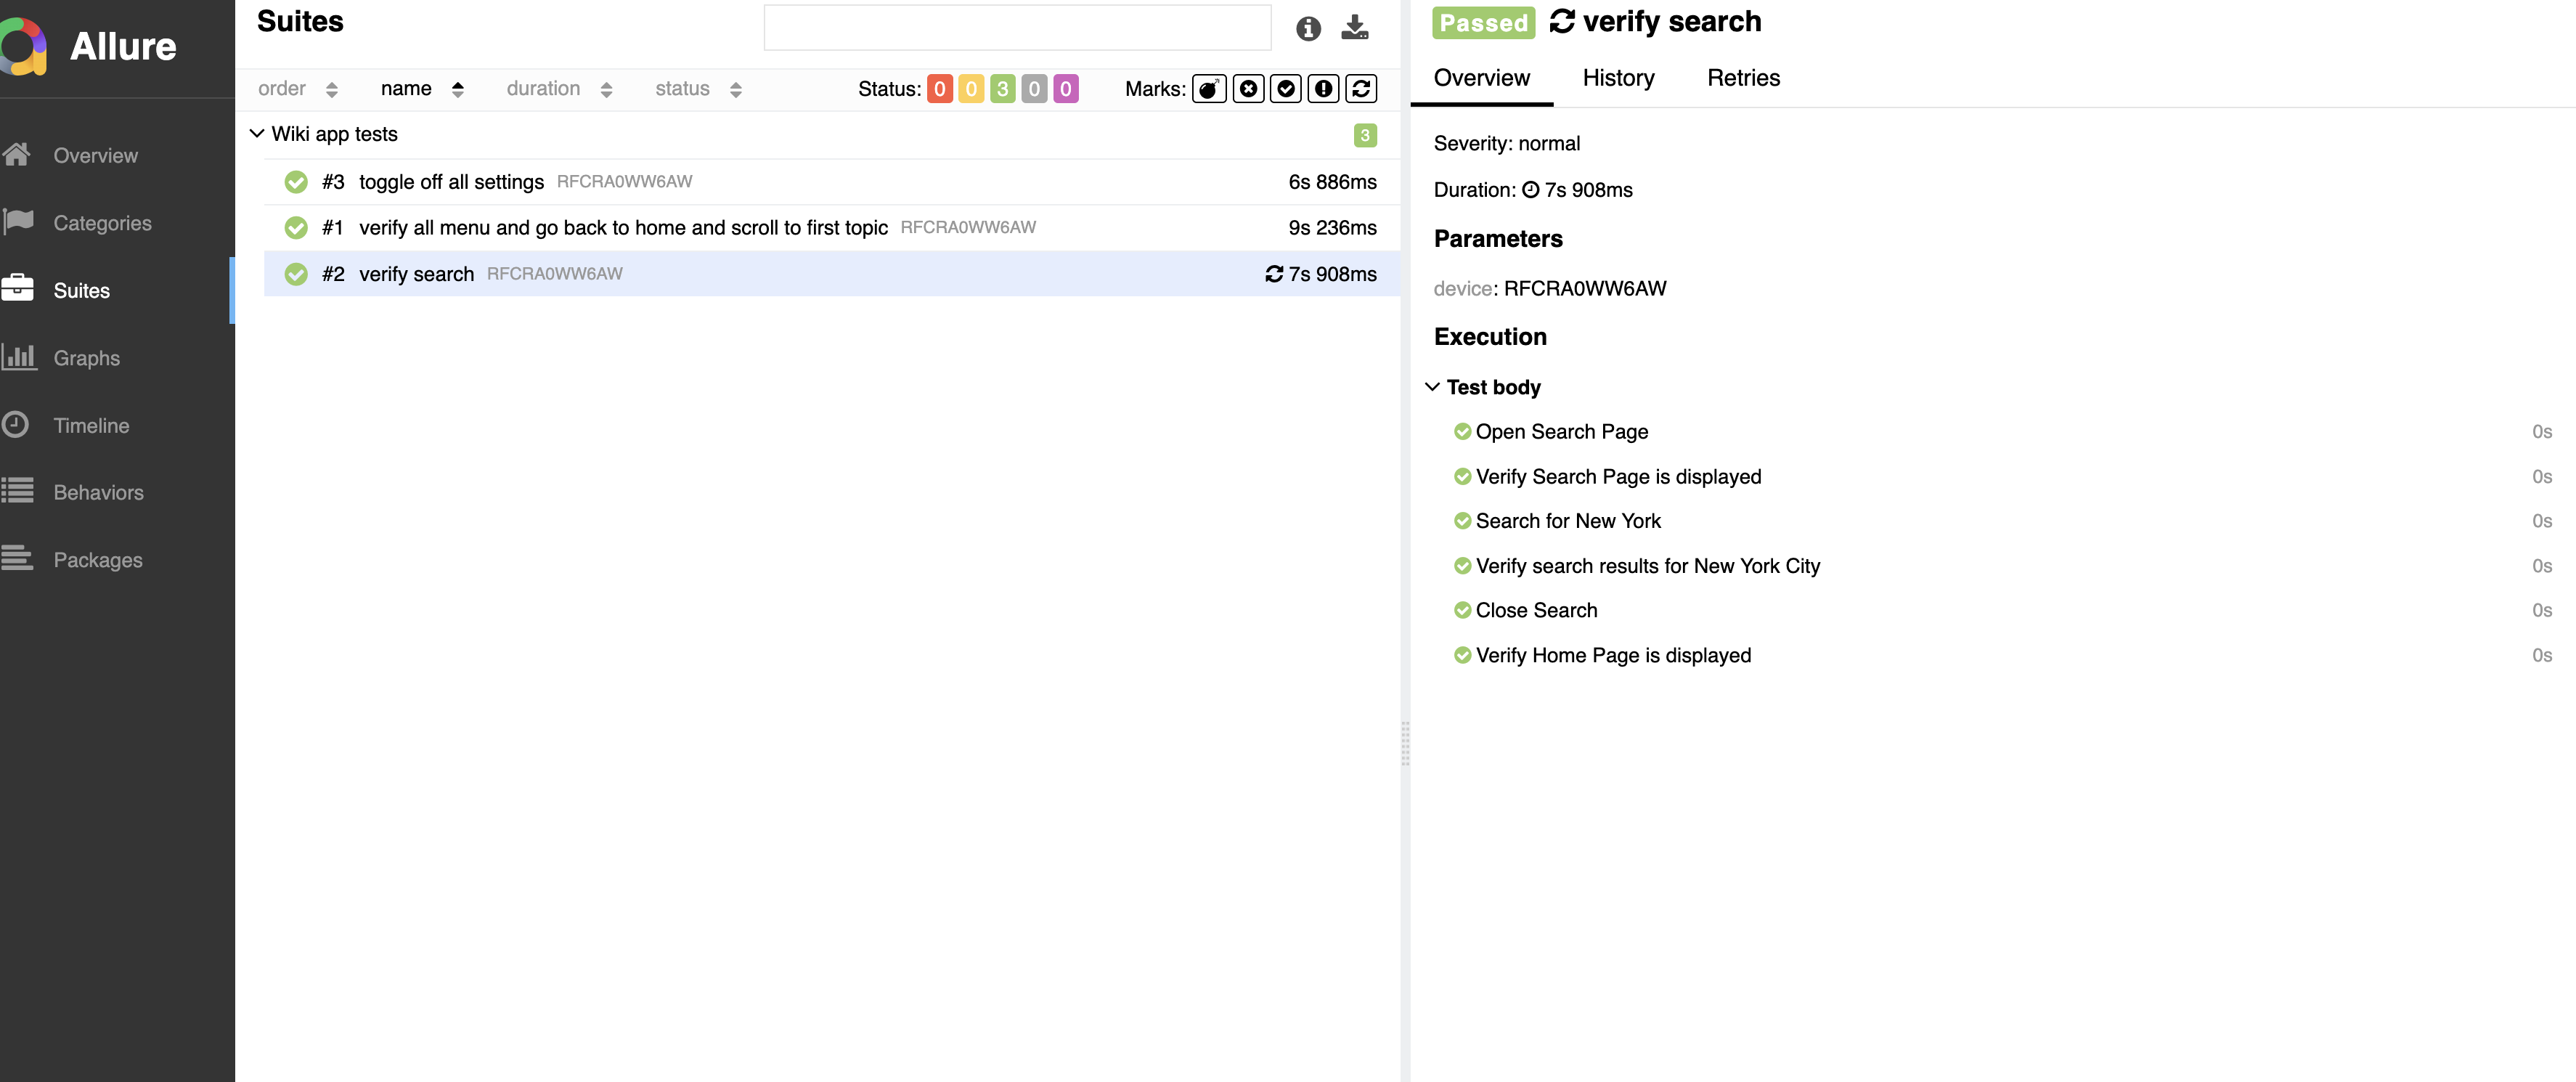 Allure
Overview
Categories
Suites
Graphs
Timeline
Behaviors
Packages
Suites
order name duration status Status: 0 0 3 0 0 Marks:
Wiki app tests 3
#3 toggle off all settings RFCRA0WW6AW 6s 886ms
#1 verify all menu and go back to home and scroll to first topic RFCRA0WW6AW 9s 236ms
#2 verify search RFCRA0WW6AW 7s 908ms
Passed verify search
Overview History Retries
Severity: normal
Duration: 7s 908ms
Parameters
device: RFCRA0WW6AW
Execution
Test body
Open Search Page 0s
Verify Search Page is displayed 0s
Search for New York 0s
Verify search results for New York City 0s
Close Search 0s
Verify Home Page is displayed 0s